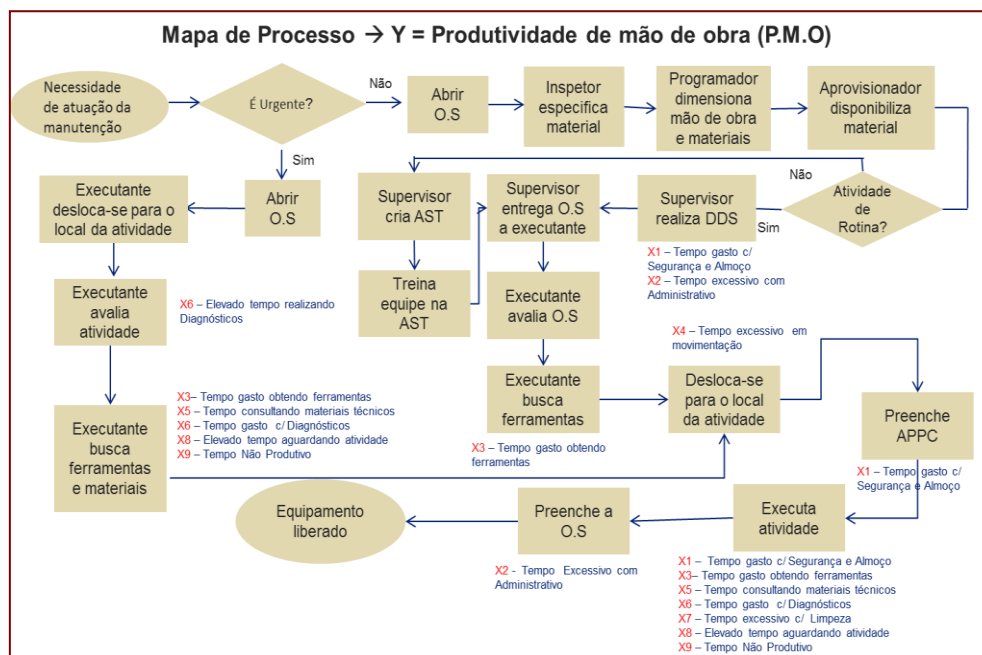 Mapa de Processo → Y = Produtividade de mão de obra (P.M.O)
Necessidade
de atuação da
manutenção
É Urgente?
Não
Abrir
O.S
Inspetor
especifica
material
Programador
dimensiona
mão de obra
e materiais
Aprovisionador
disponibiliza
material
Sim
Abrir
O.S
Executante
desloca-se para o
local da atividade
Supervisor
cria AST
Supervisor
entrega O.S
a executante
Supervisor
realiza DDS
Não
Sim
Atividade
de
Rotina?
X1 – Tempo gasto c/
Segurança e Almoço
X2 – Tempo excessivo com
Administrativo
Executante
avalia
atividade
X6 – Elevado tempo realizando
Diagnósticos
Treina
equipe na
AST
Executante
avalia O.S
X4 – Tempo excessivo em
movimentação
Executante
busca
ferramentas
e materiais
X3– Tempo gasto obtendo ferramentas
X5 – Tempo consultando materiais técnicos
X6 – Tempo gasto c/Diagnósticos
X8 – Elevado tempo aguardando atividade
X9 – Tempo Não Produtivo
Executante
busca
ferramentas
X3 – Tempo gasto obtendo
ferramentas
Desloca-se
para o local
da atividade
Preenche
APPC
X1 – Tempo gasto c/
Segurança e Almoço
Equipamento
liberado
Preenche a
O.S
X2 - Tempo Excessivo com
Administrativo
Executa
atividade
X1 – Tempo gasto c/Segurança e Almoço
X3– Tempo gasto obtendo ferramentas
X5 – Tempo consultando materiais técnicos
X6 – Tempo gasto c/Diagnósticos
X7 – Tempo excessivo c/ Limpeza
X8 – Elevado tempo aguardando atividade
X9 – Tempo Não Produtivo